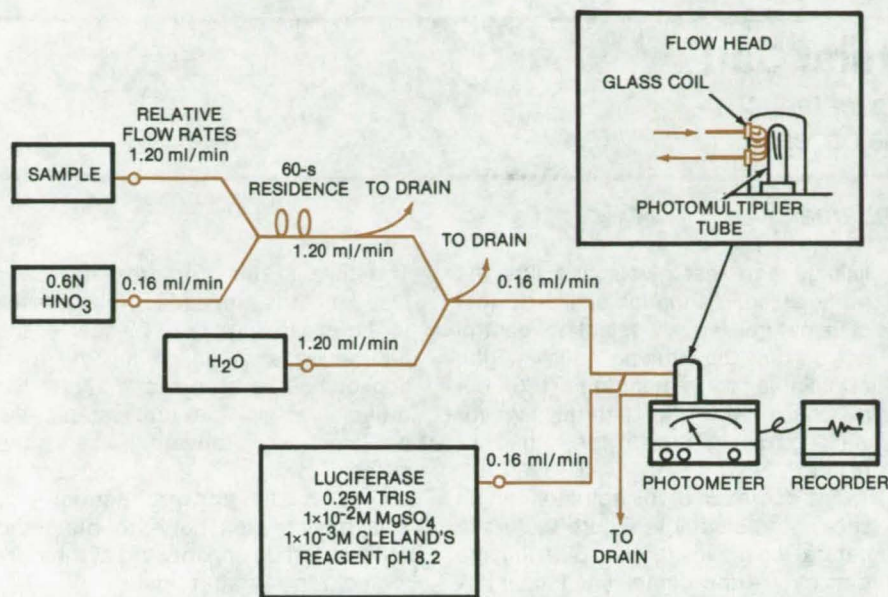 FLOW HEAD
GLASS COIL
PHOTOMULTIPLIER
TUBE
RELATIVE
FLOW RATES
1.20 ml/min
SAMPLE
60-s
RESIDENCE
TO DRAIN
1.20 ml/min
TO DRAIN
0.6N
HNO₃
0.16 ml/min
0.16 ml/min
H₂O
1.20 ml/min
LUCIFERASE
0.25M TRIS
1×10⁻²M MgSO₄
1×10⁻³M CLELAND'S
REAGENT pH 8.2
0.16 ml/min
TO
DRAIN
PHOTOMETER
RECORDER